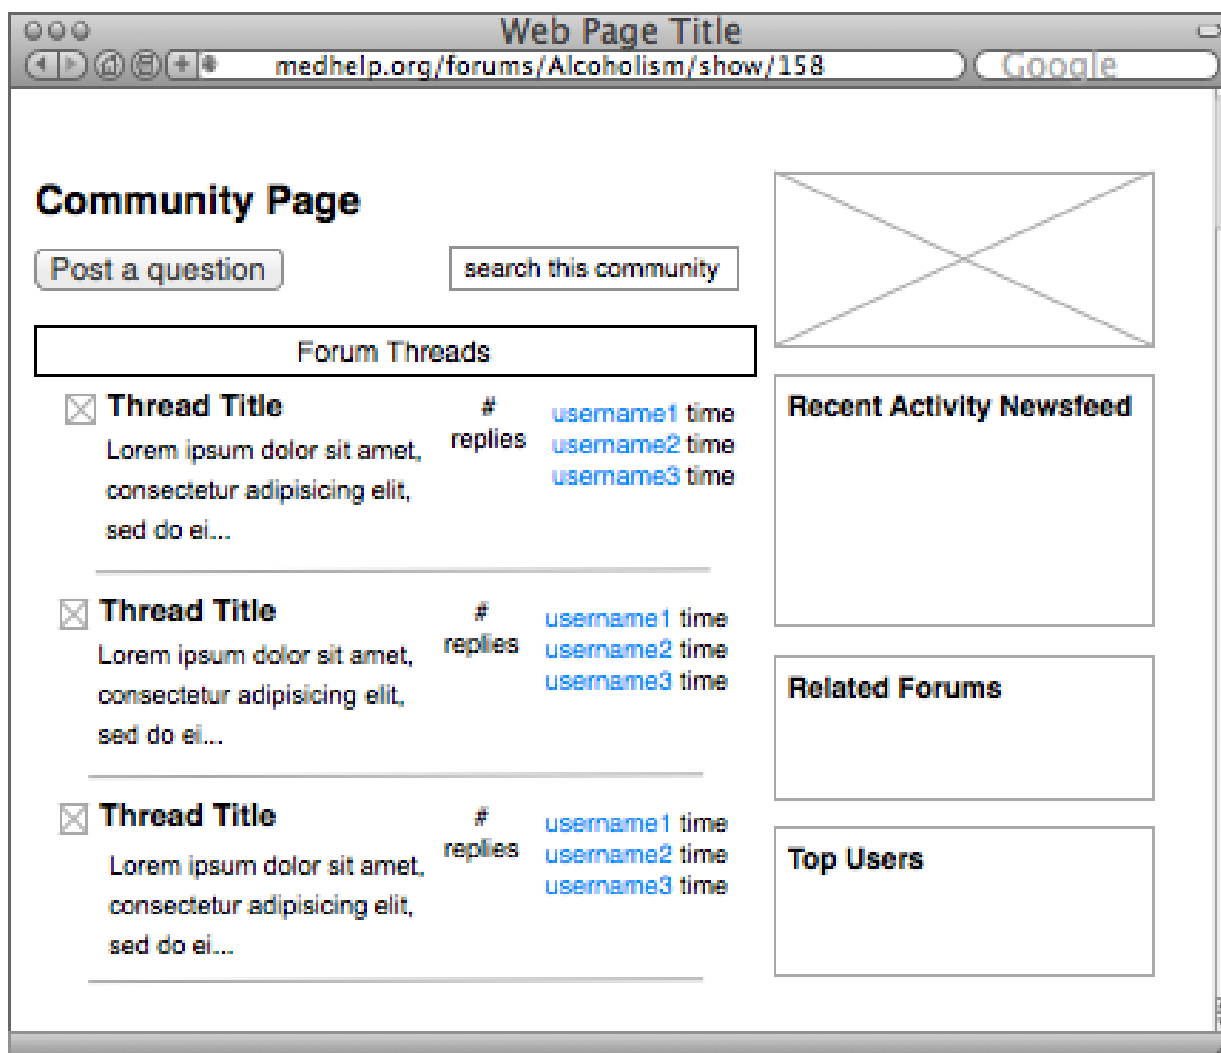 Web Page Title
medhelp.org/forums/Alcoholism/show/158
Google
Community Page
Post a question
search this community
Forum Threads
Thread Title
Lorem ipsum dolor sit amet,
consectetur adipisicing elit,
sed do ei...
#
replies
username1 time
username2 time
username3 time
Thread Title
Lorem ipsum dolor sit amet,
consectetur adipisicing elit,
sed do ei...
#
replies
username1 time
username2 time
username3 time
Thread Title
Lorem ipsum dolor sit amet,
consectetur adipisicing elit,
sed do ei...
#
replies
username1 time
username2 time
username3 time
Recent Activity Newsfeed
Related Forums
Top Users